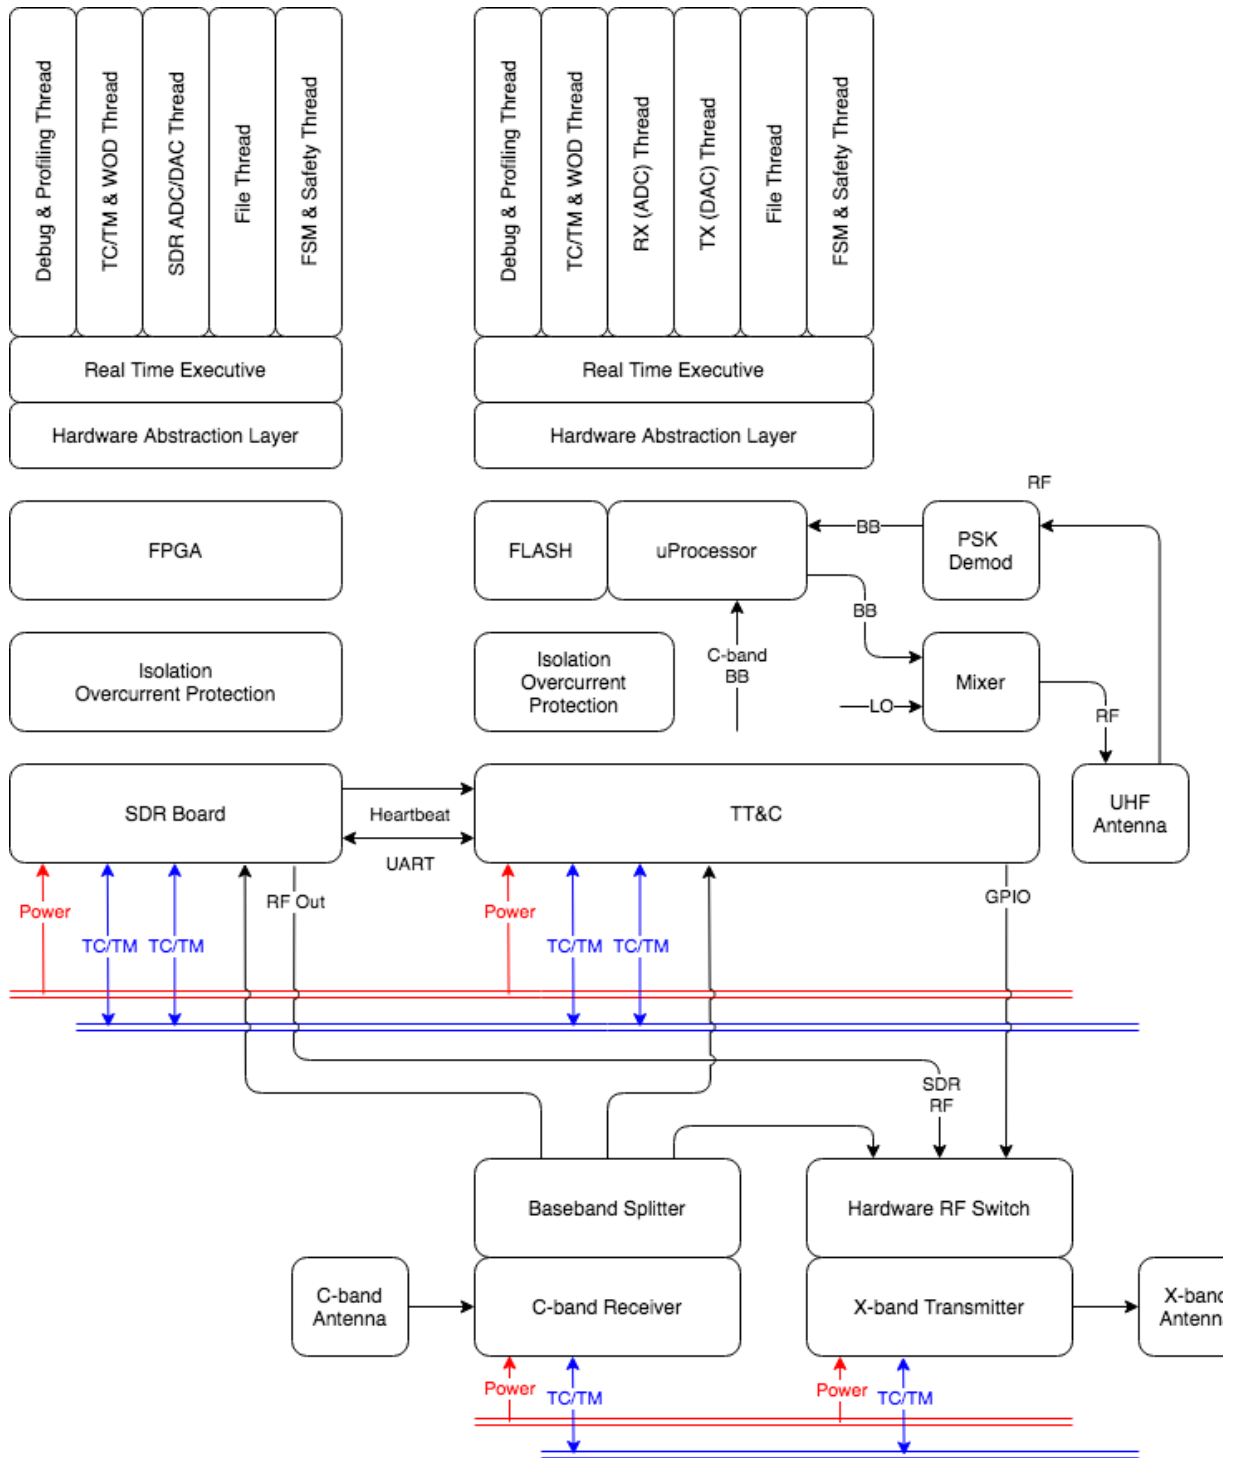 Debug & Profiling Thread
TC/TM & WOD Thread
SDR ADC/DAC Thread
File Thread
FSM & Safety Thread
Debug & Profiling Thread
TC/TM & WOD Thread
RX (ADC) Thread
TX (DAC) Thread
File Thread
FSM & Safety Thread
Real Time Executive
Real Time Executive
Hardware Abstraction Layer
Hardware Abstraction Layer
RF
FPGA
FLASH
uProcessor
BB
PSK
Demod
BB
Isolation
Overcurrent Protection
Isolation
Overcurrent
Protection
C-band
BB
LO
Mixer
RF
SDR Board
Heartbeat
UART
TT&C
UHF
Antenna
Power
TC/TM
TC/TM
RF Out
Power
TC/TM
TC/TM
GPIO
SDR
RF
Baseband Splitter
Hardware RF Switch
C-band
Antenna
C-band Receiver
X-band Transmitter
X-band
Antenn
Power
TC/TM
Power
TC/TM